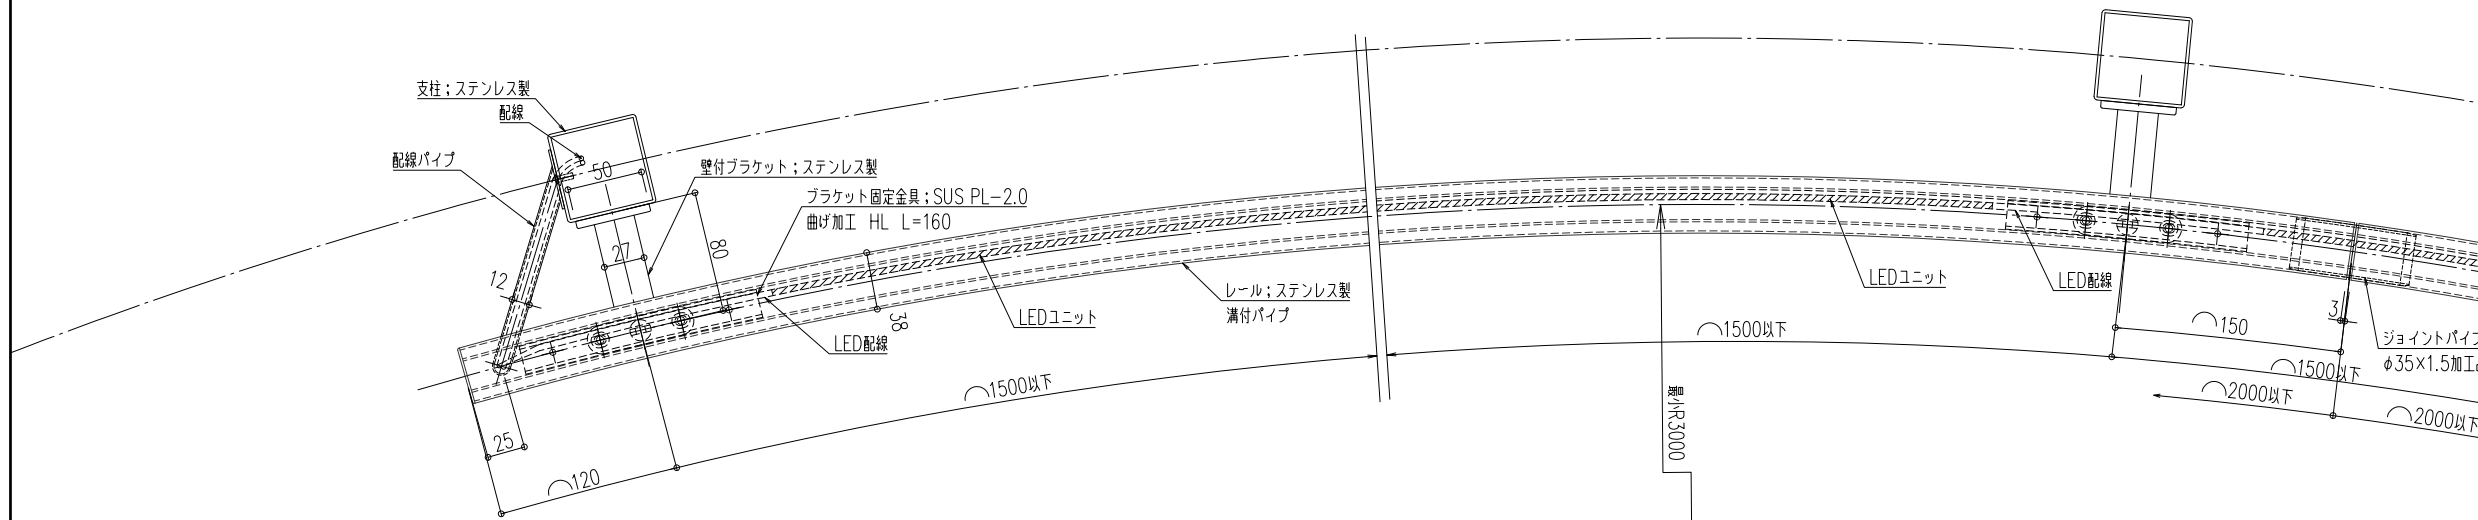 支柱；ステンレス製
配線
配線パイプ
50
壁付ブラケット；ステンレス製
ブラケット固定金具；SUS PL-2.0
曲げ加工 HL L=160
27
80
12
38
レール；ステンレス製
溝付パイプ
LEDユニット
LED配線
LEDユニット
LED配線
⌒1500以下
⌒150
3
ジョイントパイプ
φ35×1.5加工
⌒1500以下
⌒1500以下
⌒2000以下
⌒2000以下
最小R3000
25
⌒120